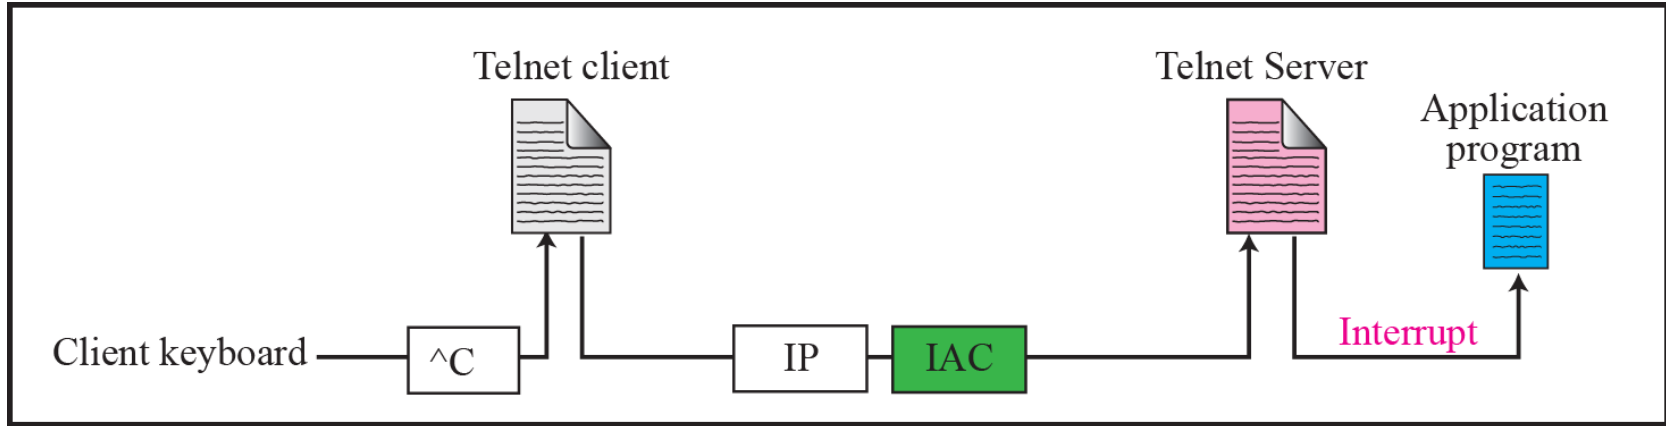 Telnet client
Telnet Server
Application
program
Client keyboard
^C
IP
IAC
Interrupt